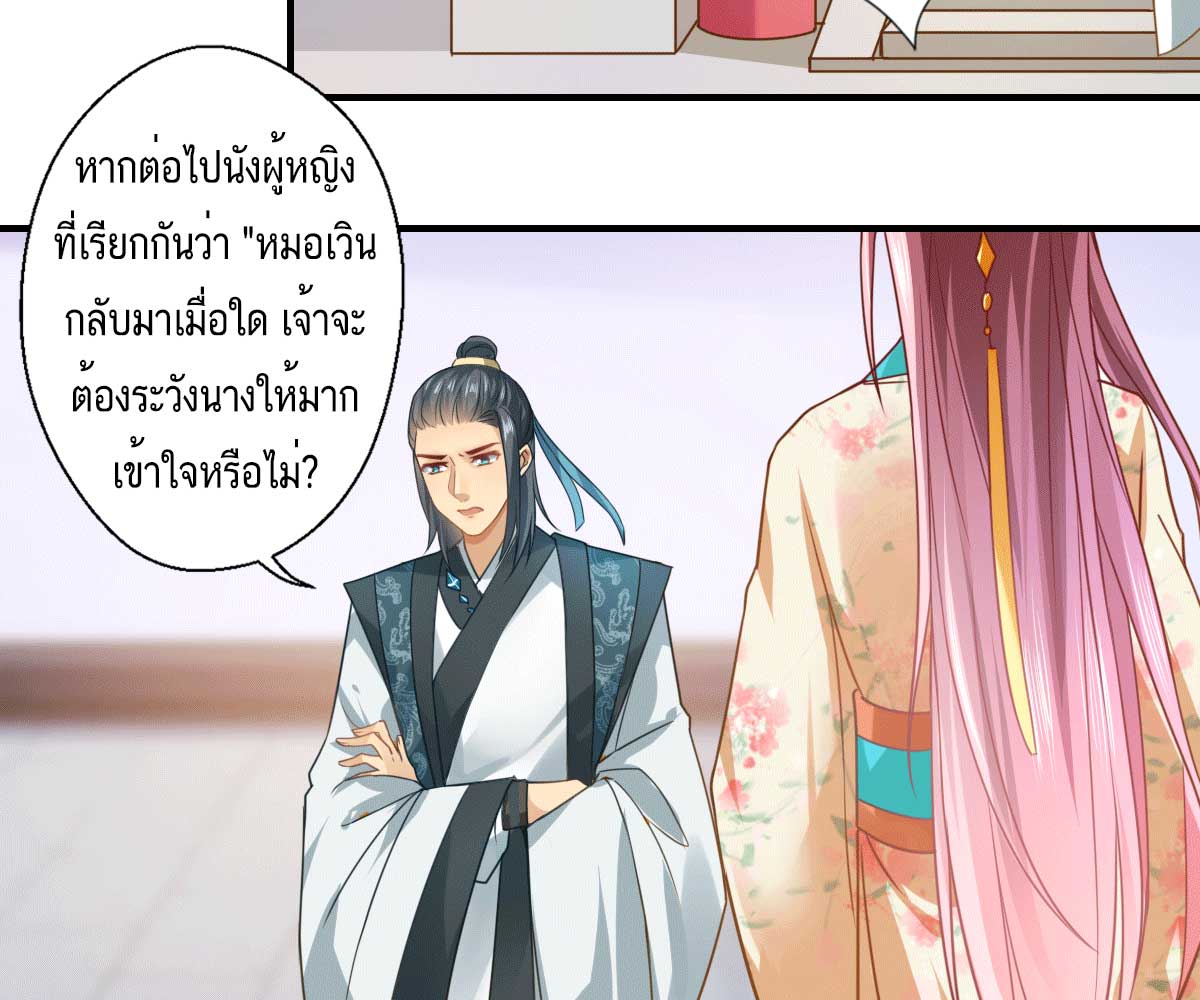 หากต่อไปนังผู้หญิง
ที่เรียกกันว่า "หมอเวิน
กลับมาเมื่อใด เจ้าจะ
ต้องระวังนางให้มาก
เข้าใจหรือไม่?